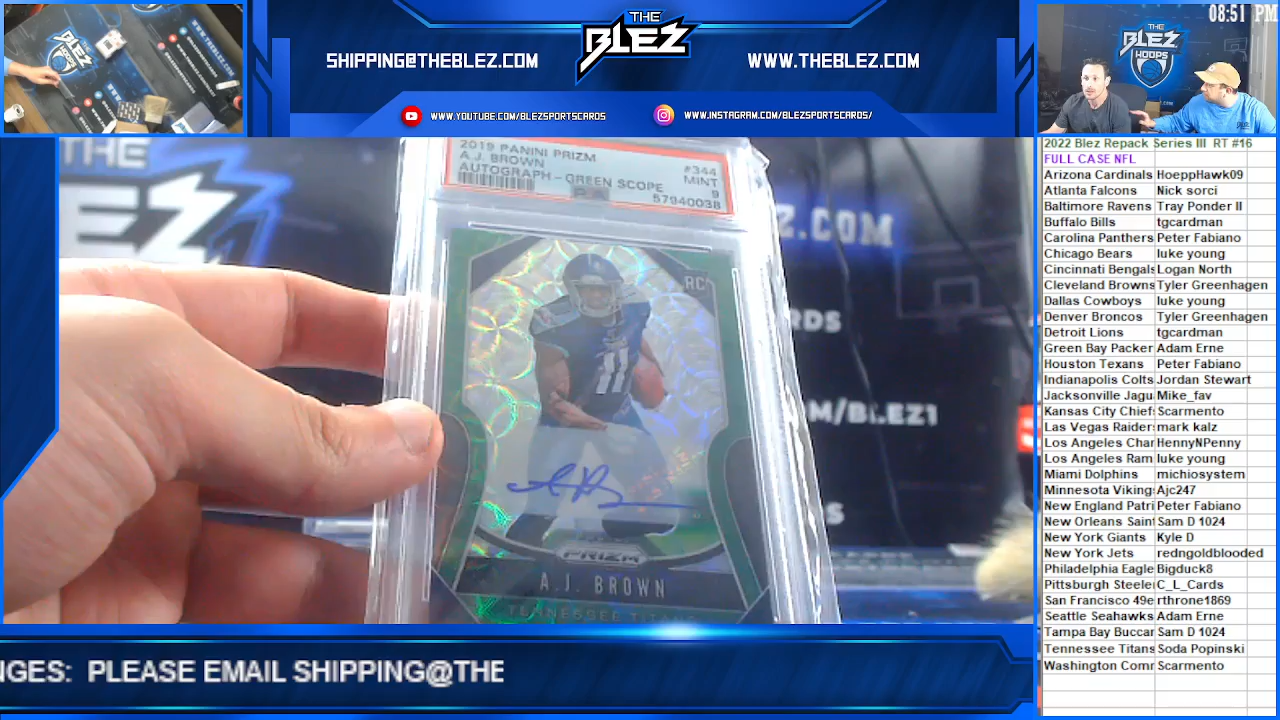 THE
BLEZ
SHIPPING@THEBLEZ.COM
WWW.THEBLEZ.COM
WWW.YOUTUBE.COM/BLEZSPORTSCARDS
WWW.INSTAGRAM.COM/BLEZSPORTSCARDS/
08:51 PM
THE
BLEZ
HOOPS
2019 PANINI PRIZM #344
A.J. BROWN MINT
AUTOGRAPH - GREEN SCOPE 9
57940038
RC
11
PRIZM
A.J. BROWN
TENNESSEE TITANS
THE
Z.COM
RDS
OM/BLEZ1
S
NGES: PLEASE EMAIL SHIPPING@THE
2022 Blez Repack Series III RT #16
FULL CASE NFL
Arizona Cardinals HoeppHawk09
Atlanta Falcons Nick sorci
Baltimore Ravens Tray Ponder II
Buffalo Bills tgcardman
Carolina Panthers Peter Fabiano
Chicago Bears luke young
Cincinnati Bengals Logan North
Cleveland Browns Tyler Greenhagen
Dallas Cowboys luke young
Denver Broncos Tyler Greenhagen
Detroit Lions tgcardman
Green Bay Packer Adam Erne
Houston Texans Peter Fabiano
Indianapolis Colts Jordan Stewart
Jacksonville Jagu Mike_fav
Kansas City Chief Scarmento
Las Vegas Raider mark kalz
Los Angeles Char HennyNPenny
Los Angeles Ram luke young
Miami Dolphins michiosystem
Minnesota Viking Ajc247
New England Patri Peter Fabiano
New Orleans Saint Sam D 1024
New York Giants Kyle D
New York Jets redngoldblooded
Philadelphia Eagle Bigduck8
Pittsburgh Steele C_L_Cards
San Francisco 49e rthrone1869
Seattle Seahawks Adam Erne
Tampa Bay Buccar Sam D 1024
Tennessee Titans Soda Popinski
Washington Comr Scarmento